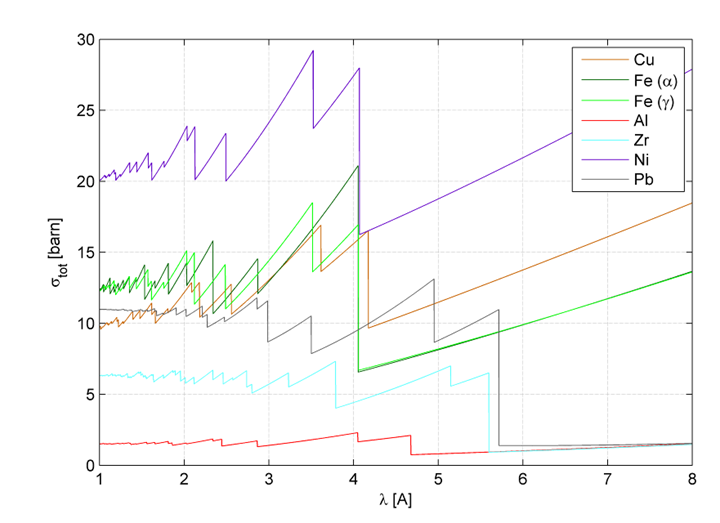 30
25
20
15
10
5
0
σtot [barn]
Cu
Fe (α)
Fe (γ)
Al
Zr
Ni
Pb
1 2 3 4 5 6 7 8
λ [A]